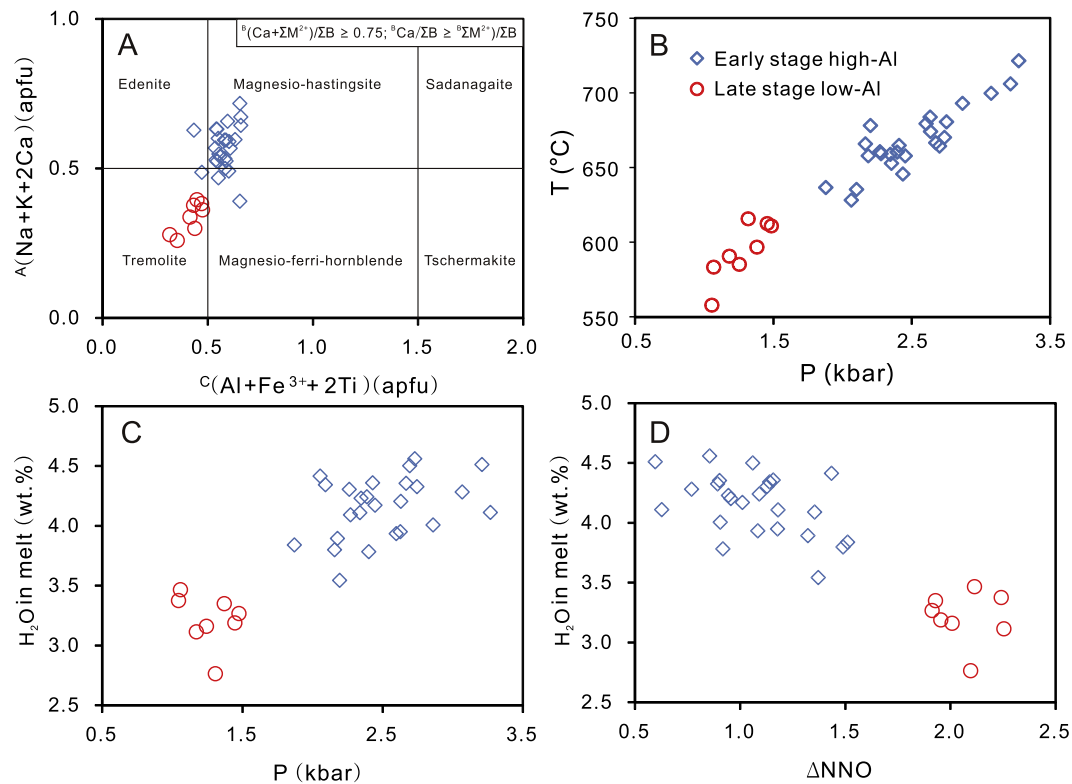 A
ᴮ(Ca+ΣM²⁺)/ΣB ≥ 0.75; ᴮCa/ΣB ≥ ᴮΣM²⁺)/ΣB
Edenite
Magnesio-hastingsite
Sadanagaite
Tremolite
Magnesio-ferri-hornblende
Tschermakite
1.0
0.5
0.0
ᴬ(Na+K+2Ca)(apfu)
0.0 0.5 1.0 1.5 2.0
ᶜ(Al+Fe³⁺+2Ti)(apfu)
B
Early stage high-Al
Late stage low-Al
750
700
650
600
550
T (°C)
0.5 1.5 2.5 3.5
P (kbar)
C
5.0
4.5
4.0
3.5
3.0
2.5
H₂O in melt (wt.%)
0.5 1.5 2.5 3.5
P (kbar)
D
5.0
4.5
4.0
3.5
3.0
2.5
H₂O in melt (wt.%)
0.5 1.0 1.5 2.0 2.5
ΔNNO